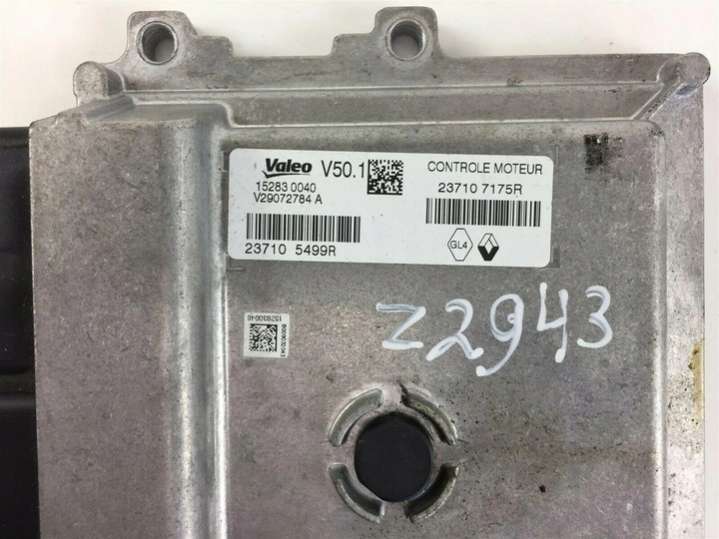 Valeo V50.1
15283 0040
V29072784 A
23710 5499R
CONTROLE MOTEUR
23710 7175R
GL4
Z2943